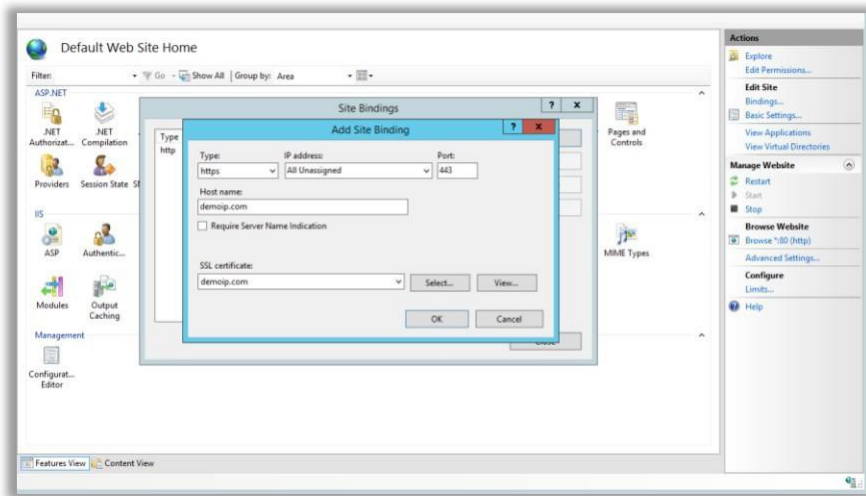 Default Web Site Home
Filter: Go Show All Group by: Area
ASP.NET
.NET Authorizat...
.NET Compilation
Pages and Controls
Providers
Session State
IIS
ASP
Authentic...
MIME Types
Modules
Output Caching
Management
Configurat... Editor
Site Bindings
? x
Type
http
Close
Add Site Binding
? x
Type: IP address: Port:
https All Unassigned 443
Host name:
demoip.com
Require Server Name Indication
SSL certificate:
demoip.com Select... View...
OK Cancel
Features View Content View
Actions
Explore
Edit Permissions...
Edit Site
Bindings...
Basic Settings...
View Applications
View Virtual Directories
Manage Website
Restart
Start
Stop
Browse Website
Browse *:80 (http)
Advanced Settings...
Configure
Limits...
Help